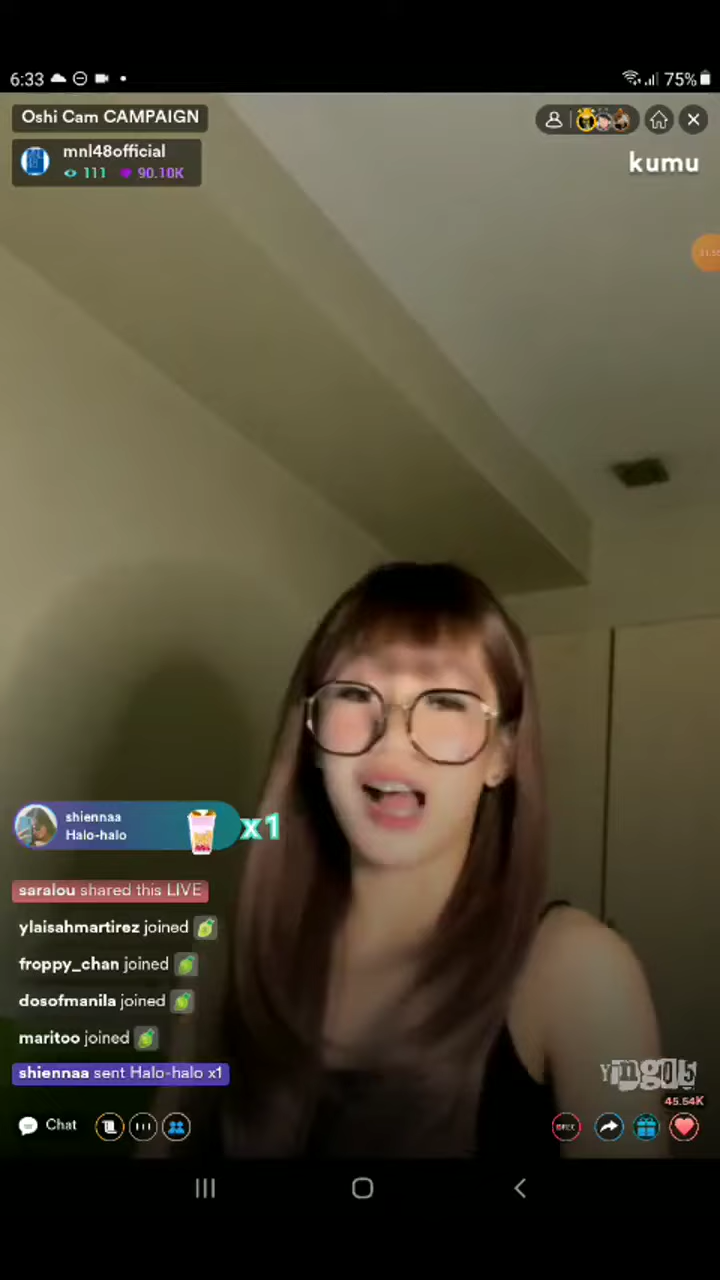 6:33
75%
Oshi Cam CAMPAIGN
mnl48official
111 90.10K
kumu
shiennaa
Halo-halo
x1
saralou shared this LIVE
ylaisahmartirez joined
froppy_chan joined
dosofmanila joined
maritoo joined
shiennaa sent Halo-halo x1
Yingo5
45.54K
Chat